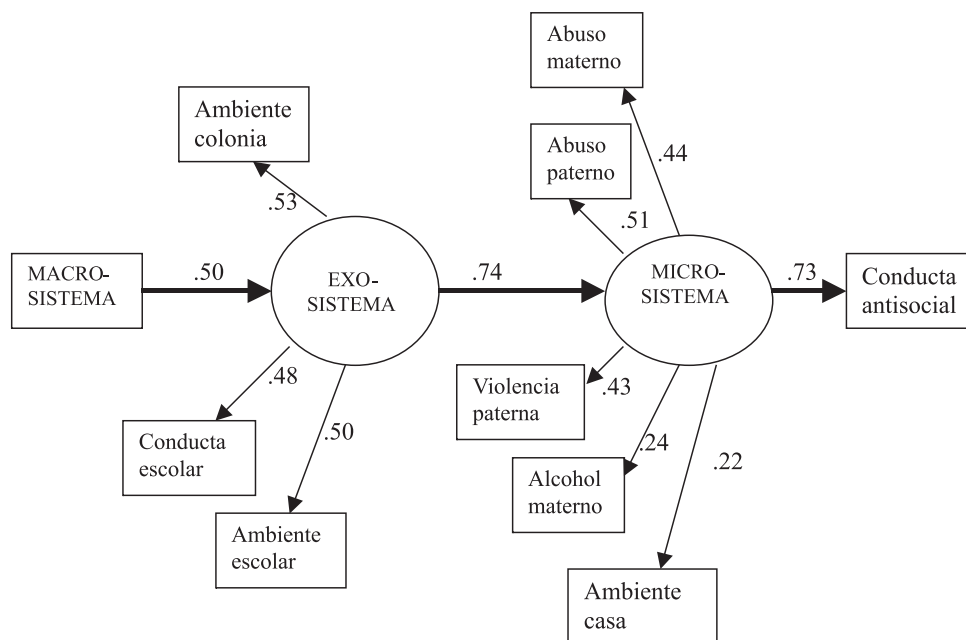 Abuso
materno
Ambiente
colonia
Abuso
paterno
.44
.53
.51
MACRO-
SISTEMA
.50
EXO-
SISTEMA
.74
MICRO-
SISTEMA
.73
Conducta
antisocial
.48
Violencia
paterna
.43
Conducta
escolar
.50
.24
.22
Alcohol
materno
Ambiente
escolar
Ambiente
casa